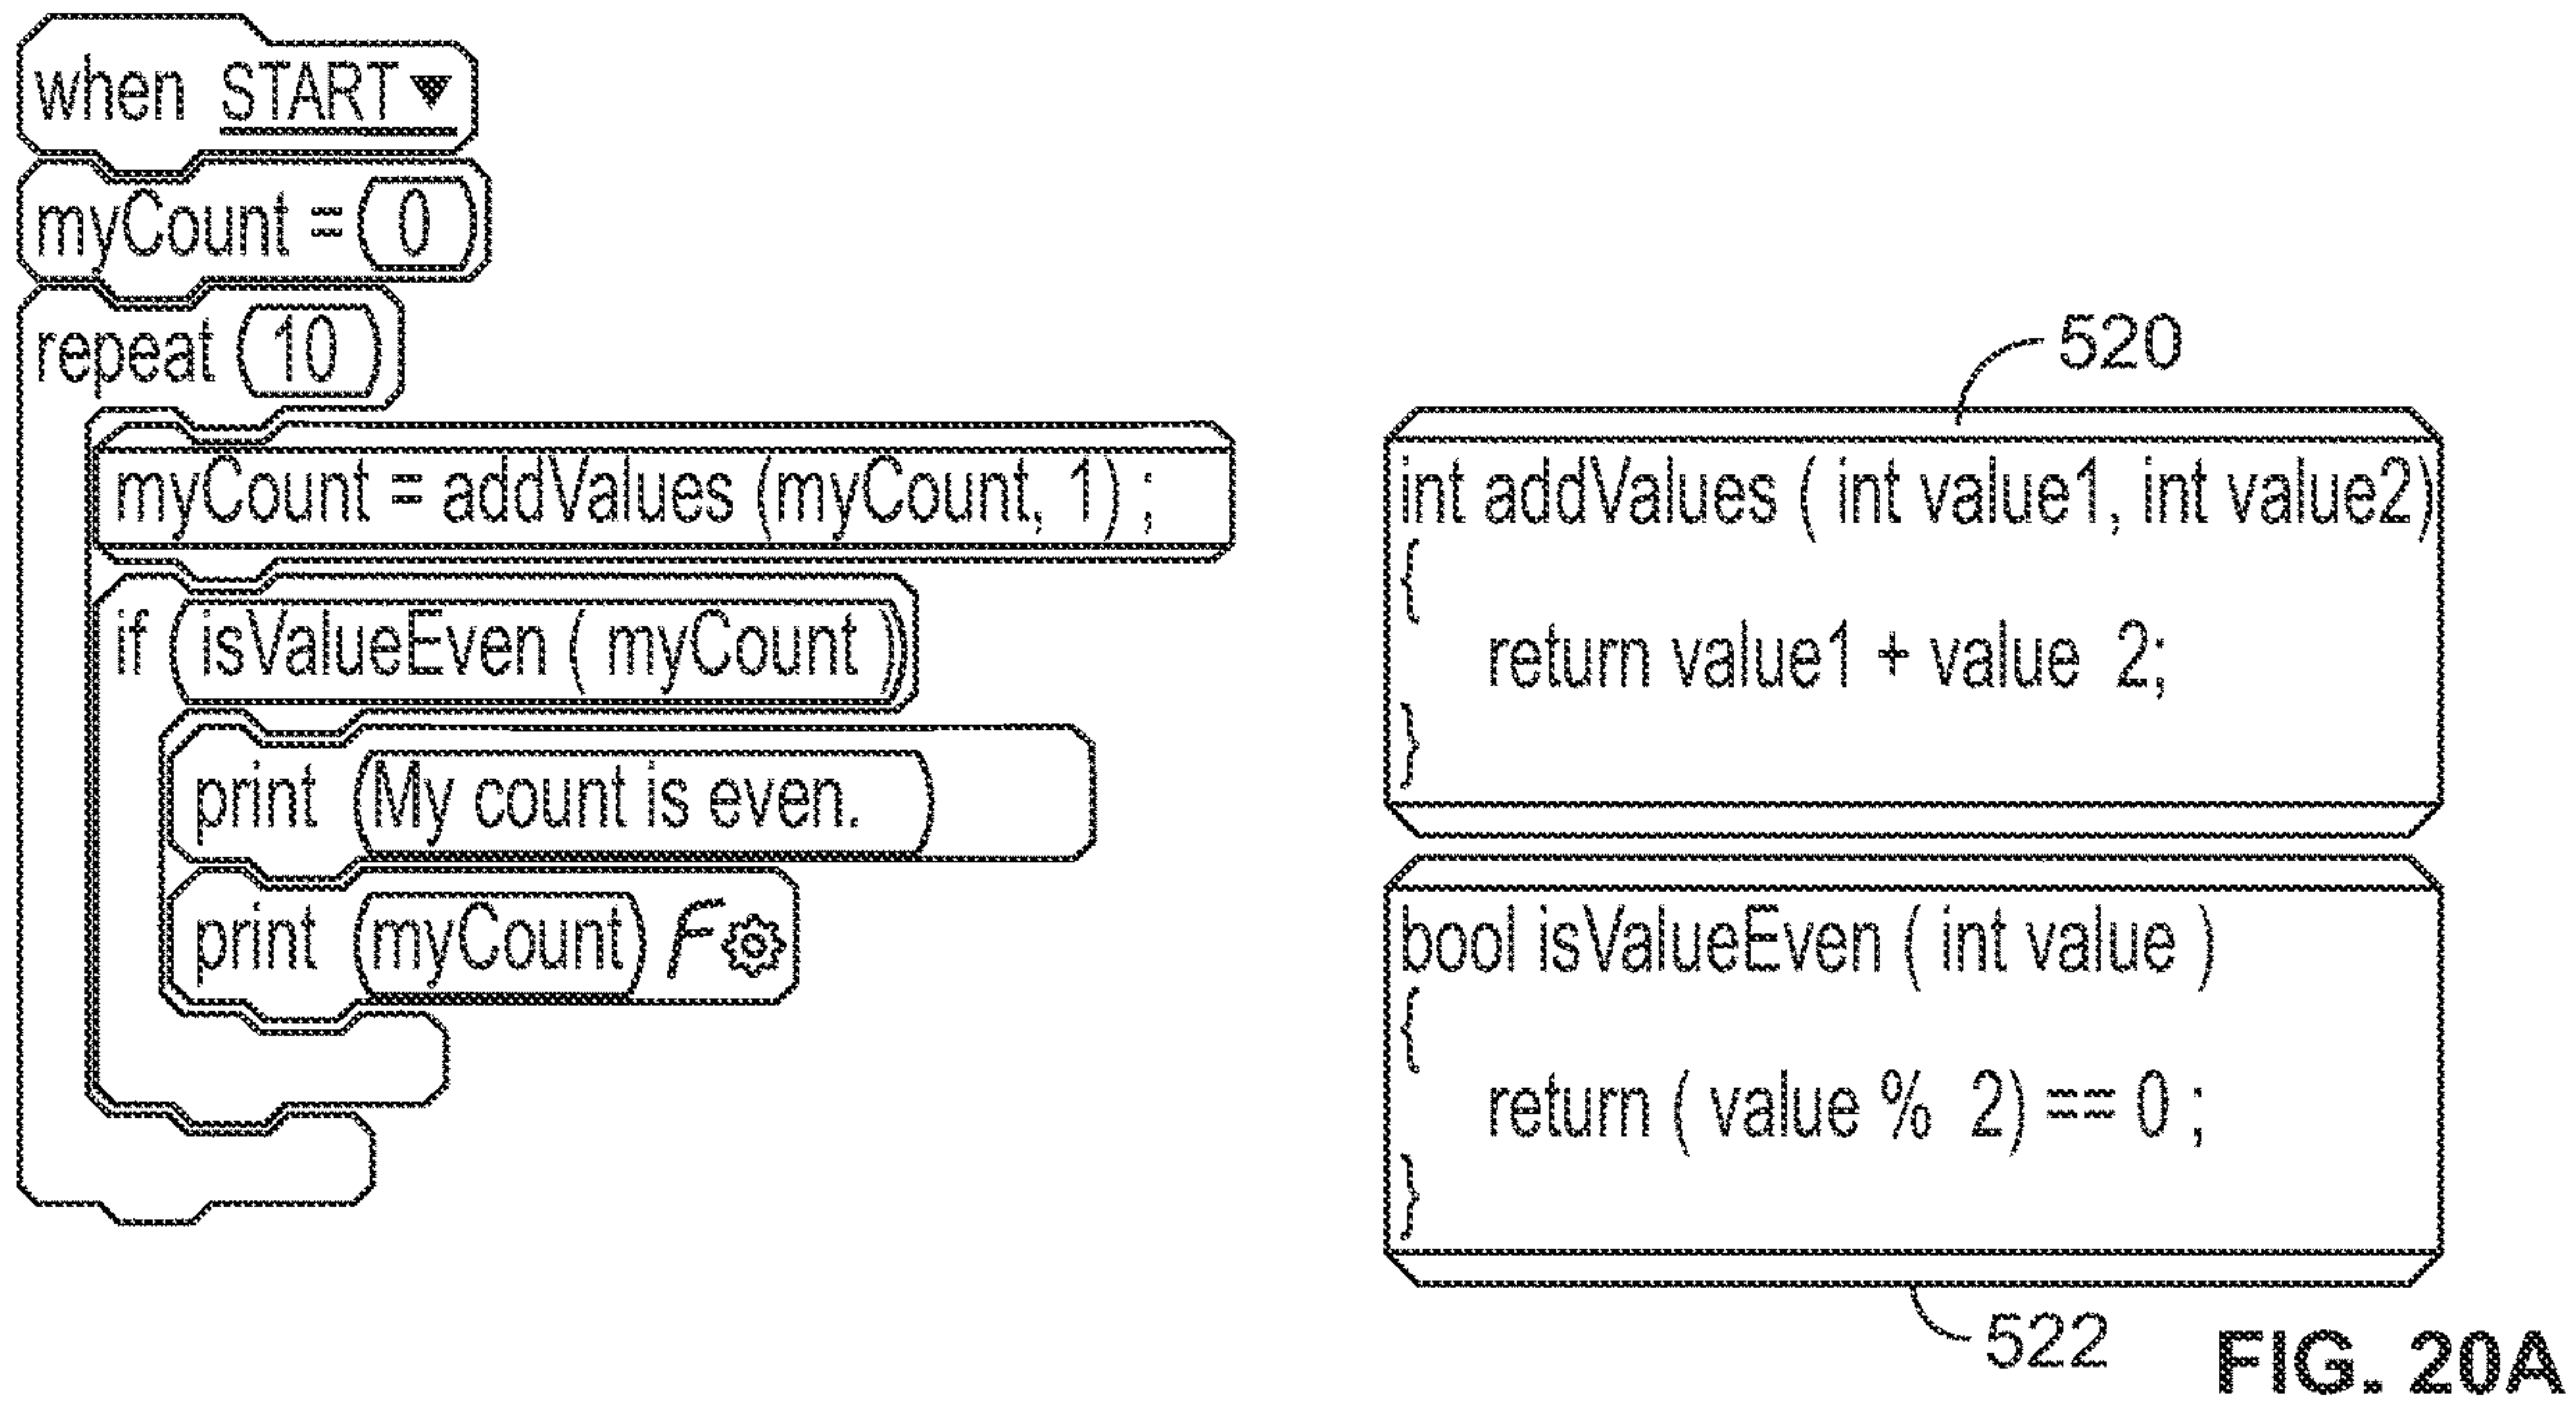 when START▼
myCount = 0
repeat 10
myCount = addValues (myCount, 1) ;
if isValueEven ( myCount )
print My count is even.
print myCount
520
int addValues ( int value1, int value2)
{
return value1 + value 2;
}
bool isValueEven ( int value )
{
return ( value % 2) == 0 ;
}
522
FIG. 20A